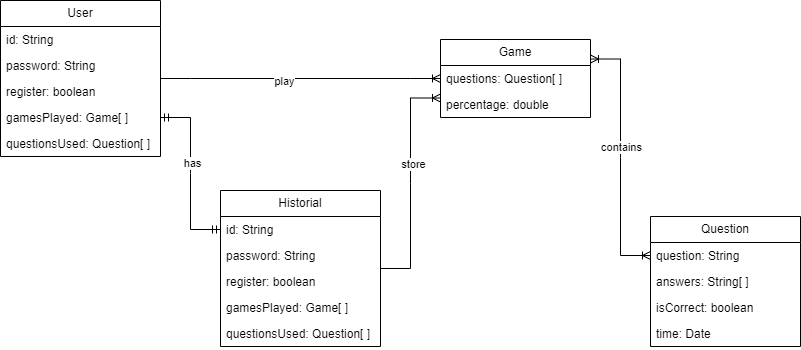 User
id: String
password: String
register: boolean
gamesPlayed: Game[ ]
questionsUsed: Question[ ]
play
has
Game
questions: Question[ ]
percentage: double
store
contains
Historial
id: String
password: String
register: boolean
gamesPlayed: Game[ ]
questionsUsed: Question[ ]
Question
question: String
answers: String[ ]
isCorrect: boolean
time: Date